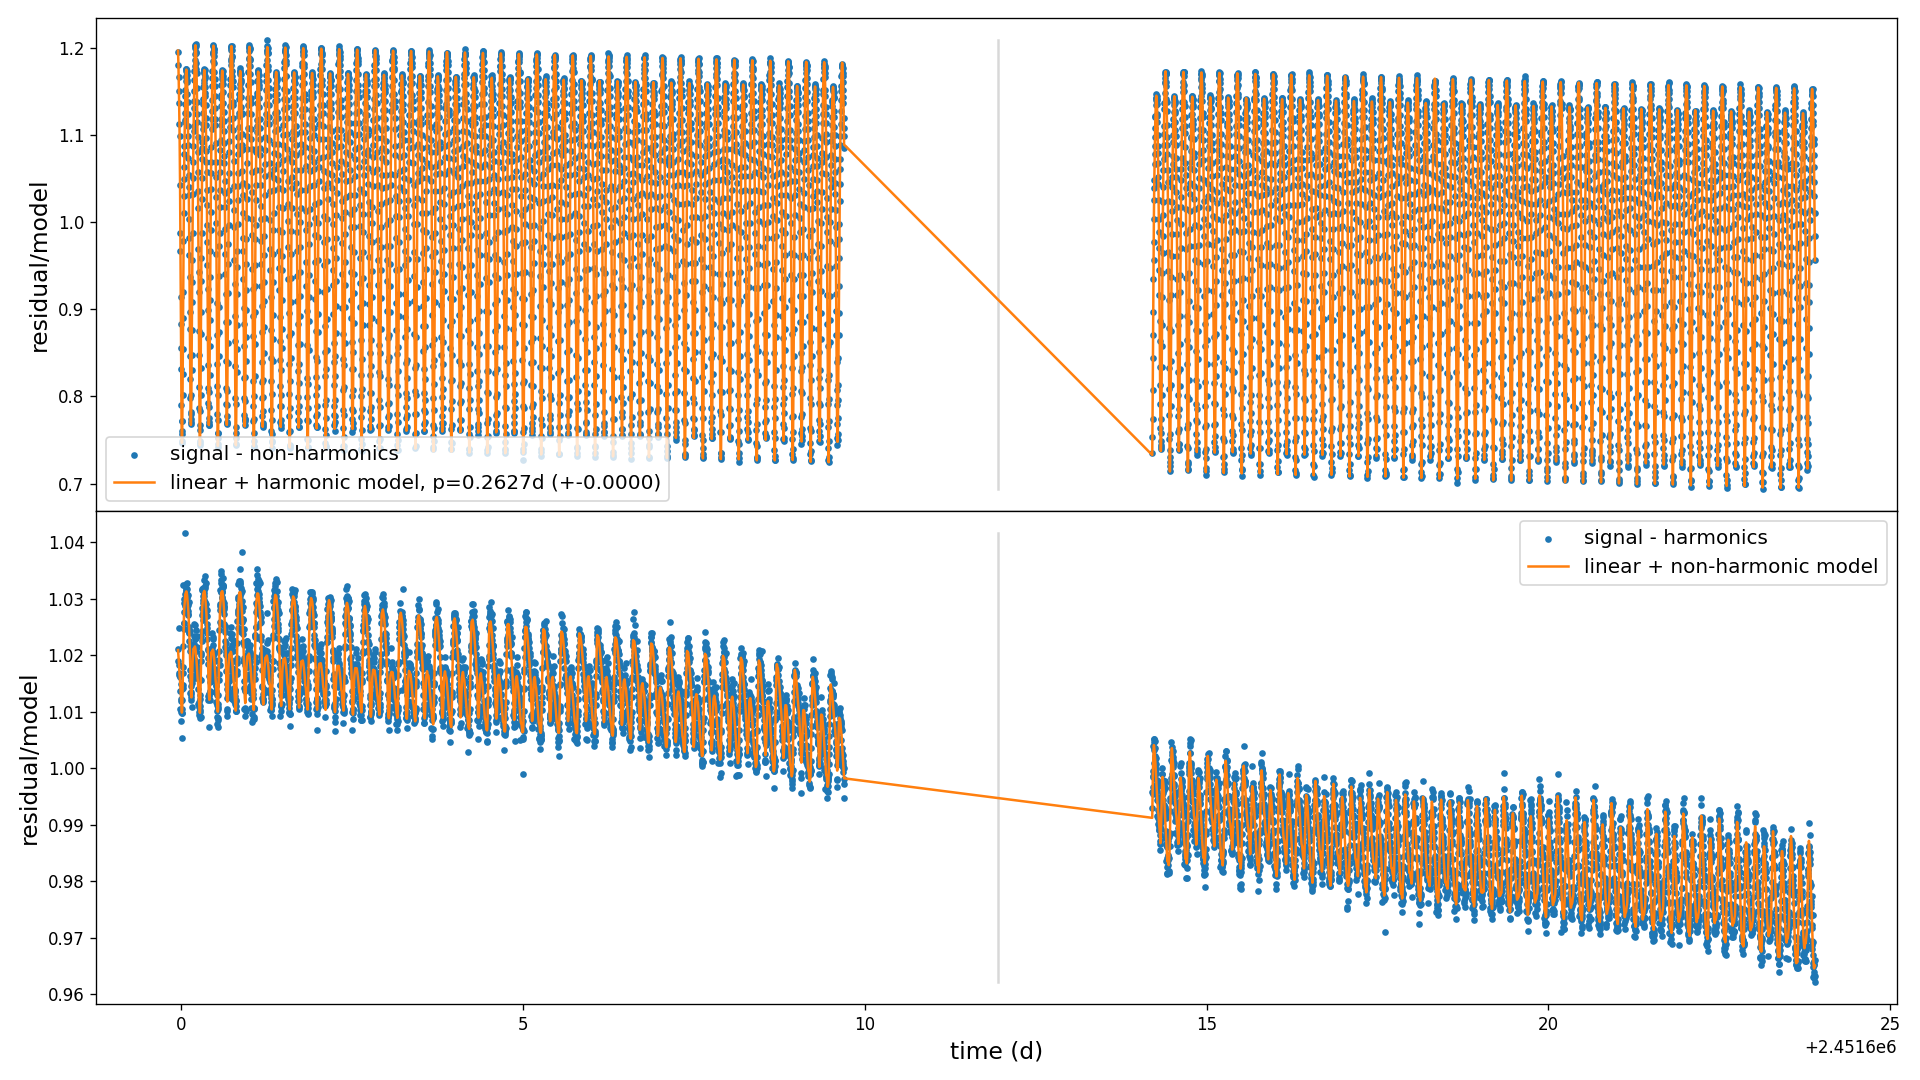 1.2
1.1
1.0
0.9
0.8
0.7
residual/model
signal - non-harmonics
linear + harmonic model, p=0.2627d (+-0.0000)
1.04
1.03
1.02
1.01
1.00
0.99
0.98
0.97
0.96
residual/model
signal - harmonics
linear + non-harmonic model
0 5 10 15 20 25
time (d)
+2.4516e6